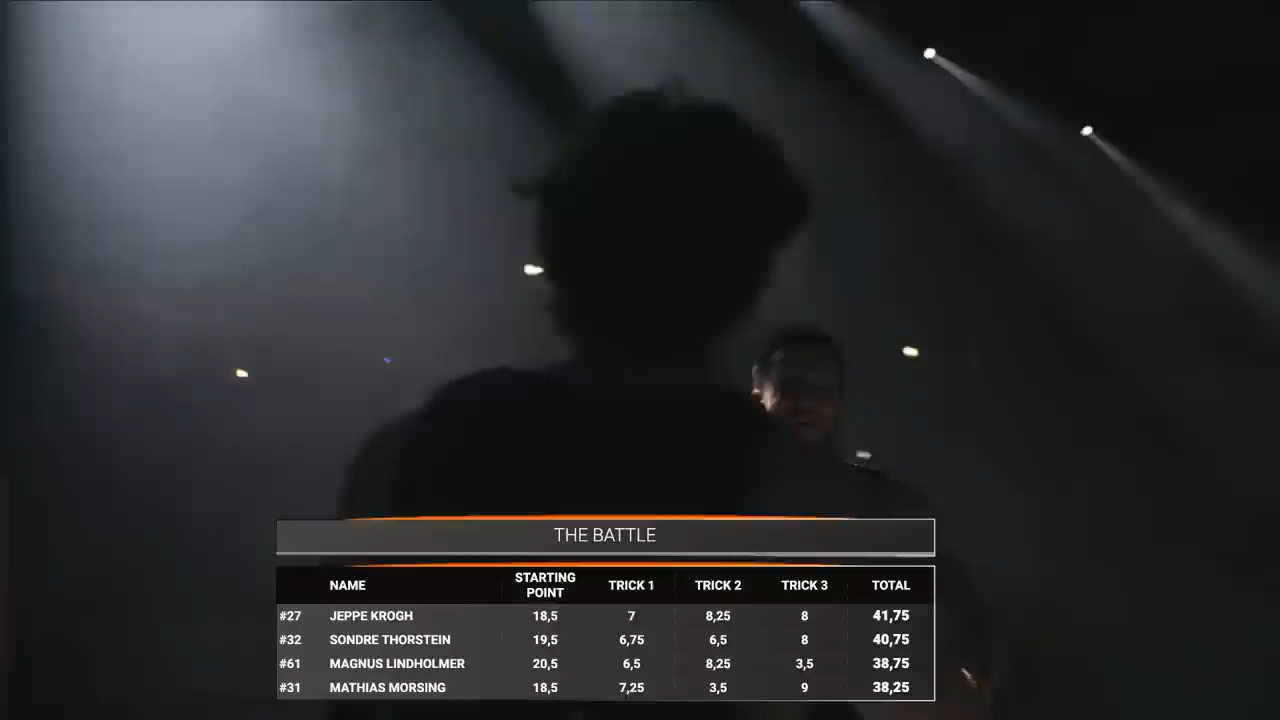 THE BATTLE
NAME STARTING POINT TRICK 1 TRICK 2 TRICK 3 TOTAL
#27 JEPPE KROGH 18,5 7 8,25 8 41,75
#32 SONDRE THORSTEIN 19,5 6,75 6,5 8 40,75
#61 MAGNUS LINDHOLMER 20,5 6,5 8,25 3,5 38,75
#31 MATHIAS MORSING 18,5 7,25 3,5 9 38,25